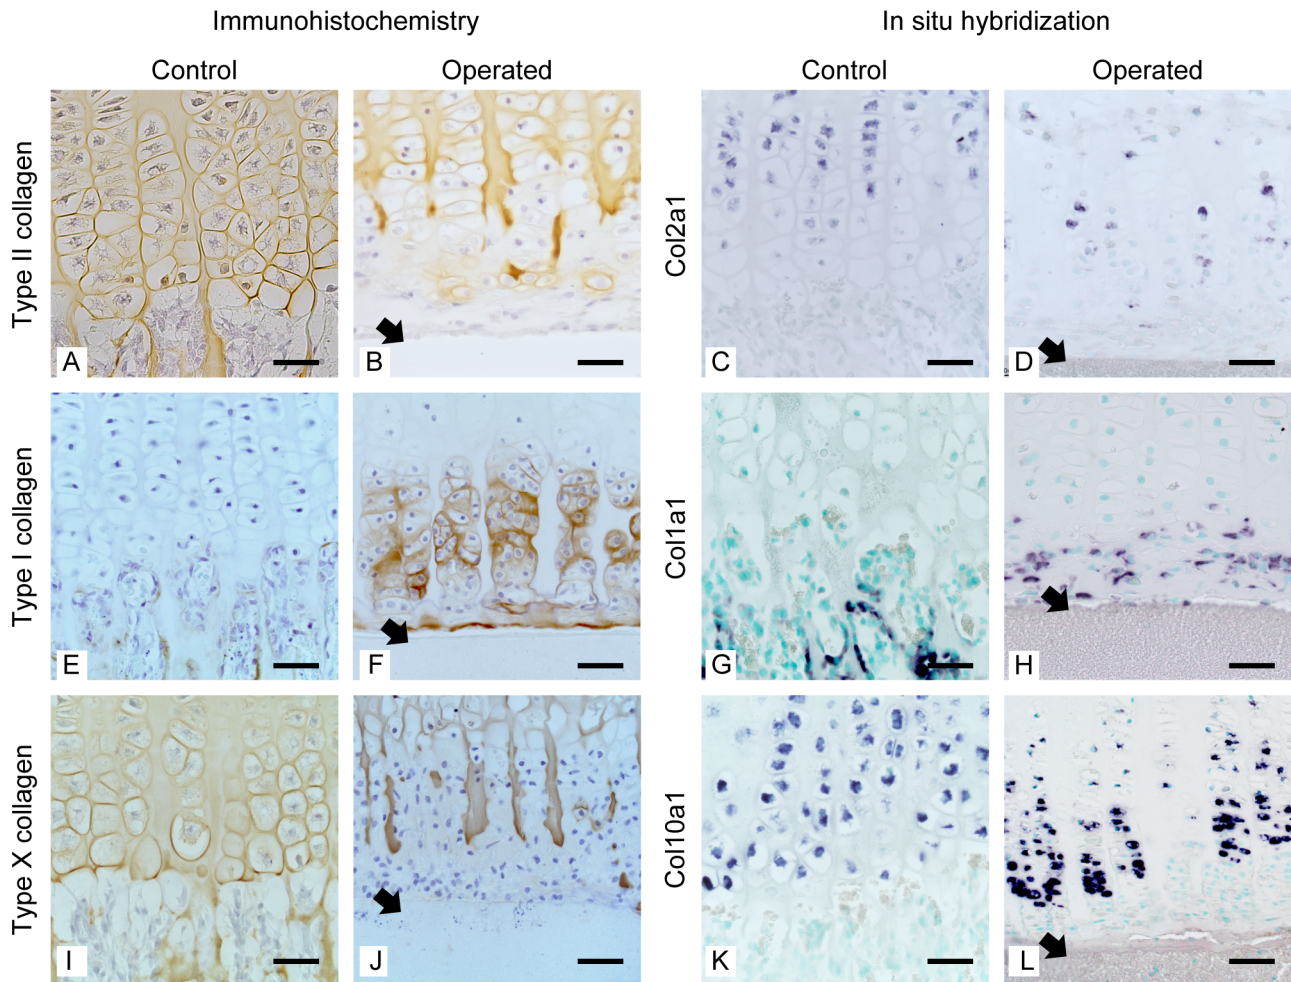 Immunohistochemistry
In situ hybridization
Control
Operated
Control
Operated
Type II collagen
A
B
Col2a1
C
D
Type I collagen
E
F
Col1a1
G
H
Type X collagen
I
J
Col10a1
K
L